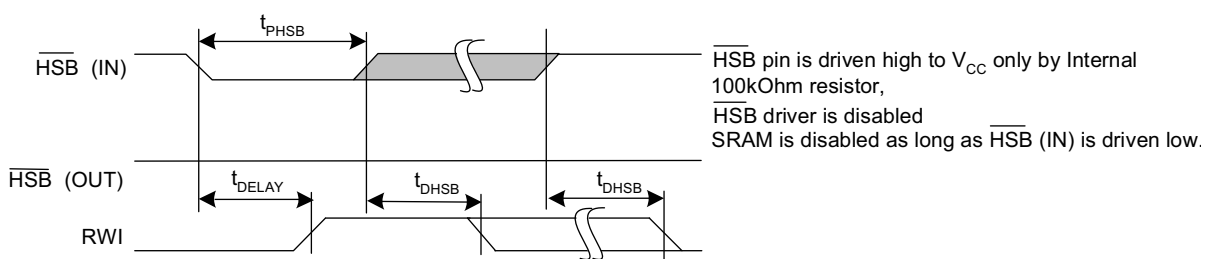 tPHSB
HSB (IN)
HSB pin is driven high to VCC only by Internal
100kOhm resistor,
HSB driver is disabled
SRAM is disabled as long as HSB (IN) is driven low.
HSB (OUT)
tDELAY
tDHSB
tDHSB
RWI